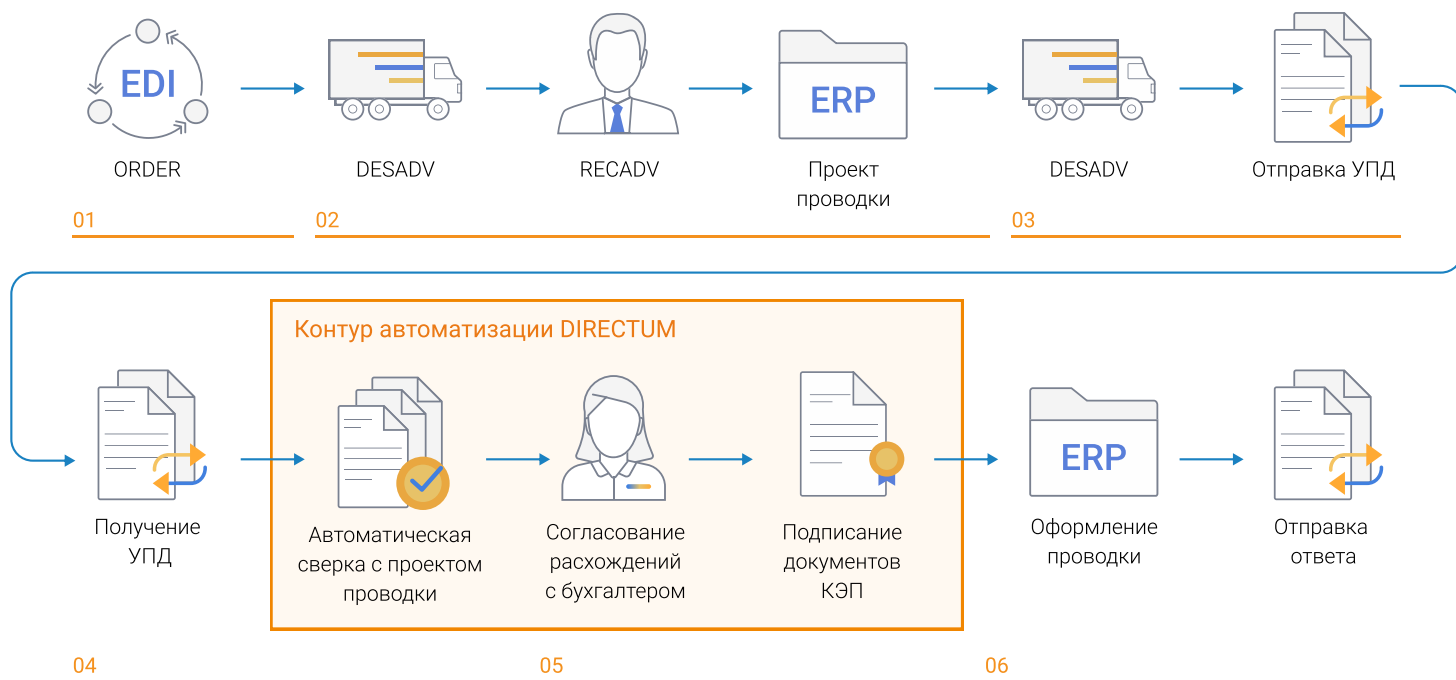 EDI
ERP
ORDER
DESADV
RECADV
Проект
проводки
DESADV
Отправка УПД
01
02
03
Контур автоматизации DIRECTUM
ERP
Получение
УПД
Автоматическая
сверка с проектом
проводки
Согласование
расхождений
с бухгалтером
Подписание
документов
КЭП
Оформление
проводки
Отправка
ответа
04
05
06